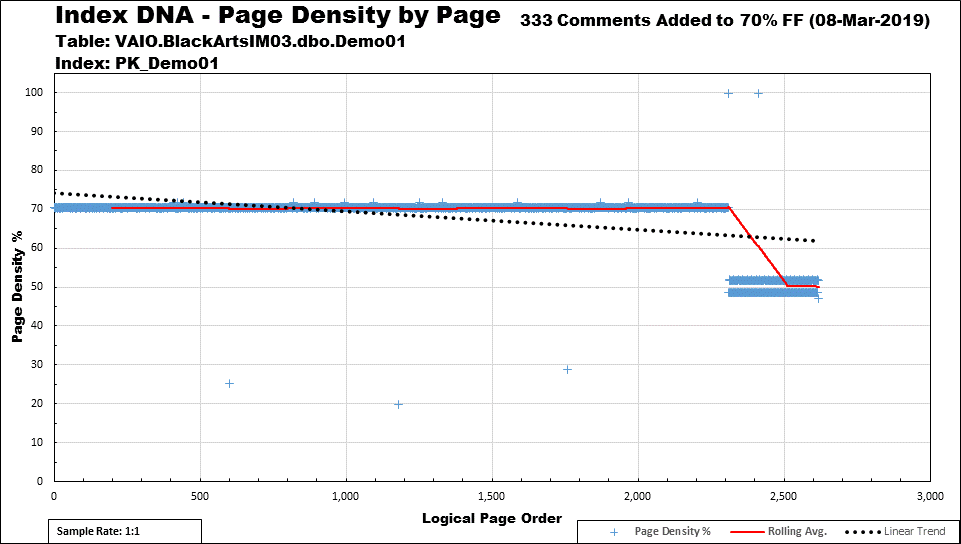 Index DNA - Page Density by Page 333 Comments Added to 70% FF (08-Mar-2019)
Table: VAIO.BlackArtsIM03.dbo.Demo01
Index: PK_Demo01
100
90
80
70
60
50
40
30
20
10
0
Page Density %
0 500 1,000 1,500 2,000 2,500 3,000
Logical Page Order
Sample Rate: 1:1
Page Density % Rolling Avg. Linear Trend